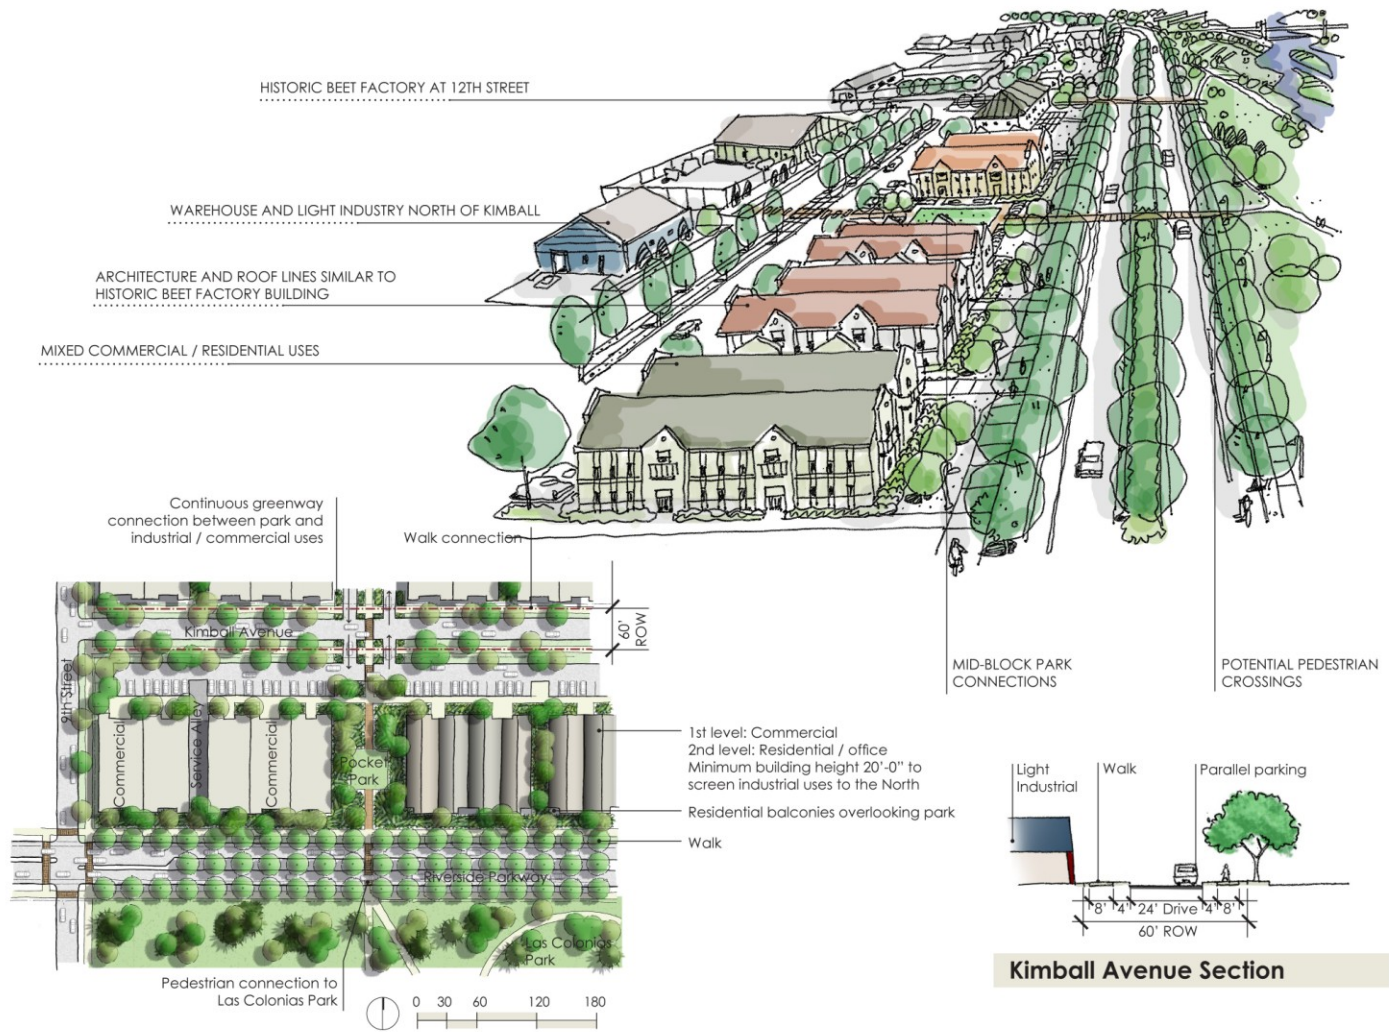 HISTORIC BEET FACTORY AT 12TH STREET
WAREHOUSE AND LIGHT INDUSTRY NORTH OF KIMBALL
ARCHITECTURE AND ROOF LINES SIMILAR TO
HISTORIC BEET FACTORY BUILDING
MIXED COMMERCIAL / RESIDENTIAL USES
MID-BLOCK PARK
CONNECTIONS
POTENTIAL PEDESTRIAN
CROSSINGS
Continuous greenway
connection between park and
industrial / commercial uses
Walk connection
60'
ROW
Kimball Avenue
9th Street
Commercial
Service Alley
Commercial
Pocket
Park
1st level: Commercial
2nd level: Residential / office
Minimum building height 20'-0" to
screen industrial uses to the North
Residential balconies overlooking park
Walk
Riverside Parkway
Las Colonias
Park
Pedestrian connection to
Las Colonias Park
0 30 60 120 180
Light
Industrial
Walk
Parallel parking
8' 4' 24' Drive 4' 8'
60' ROW
Kimball Avenue Section